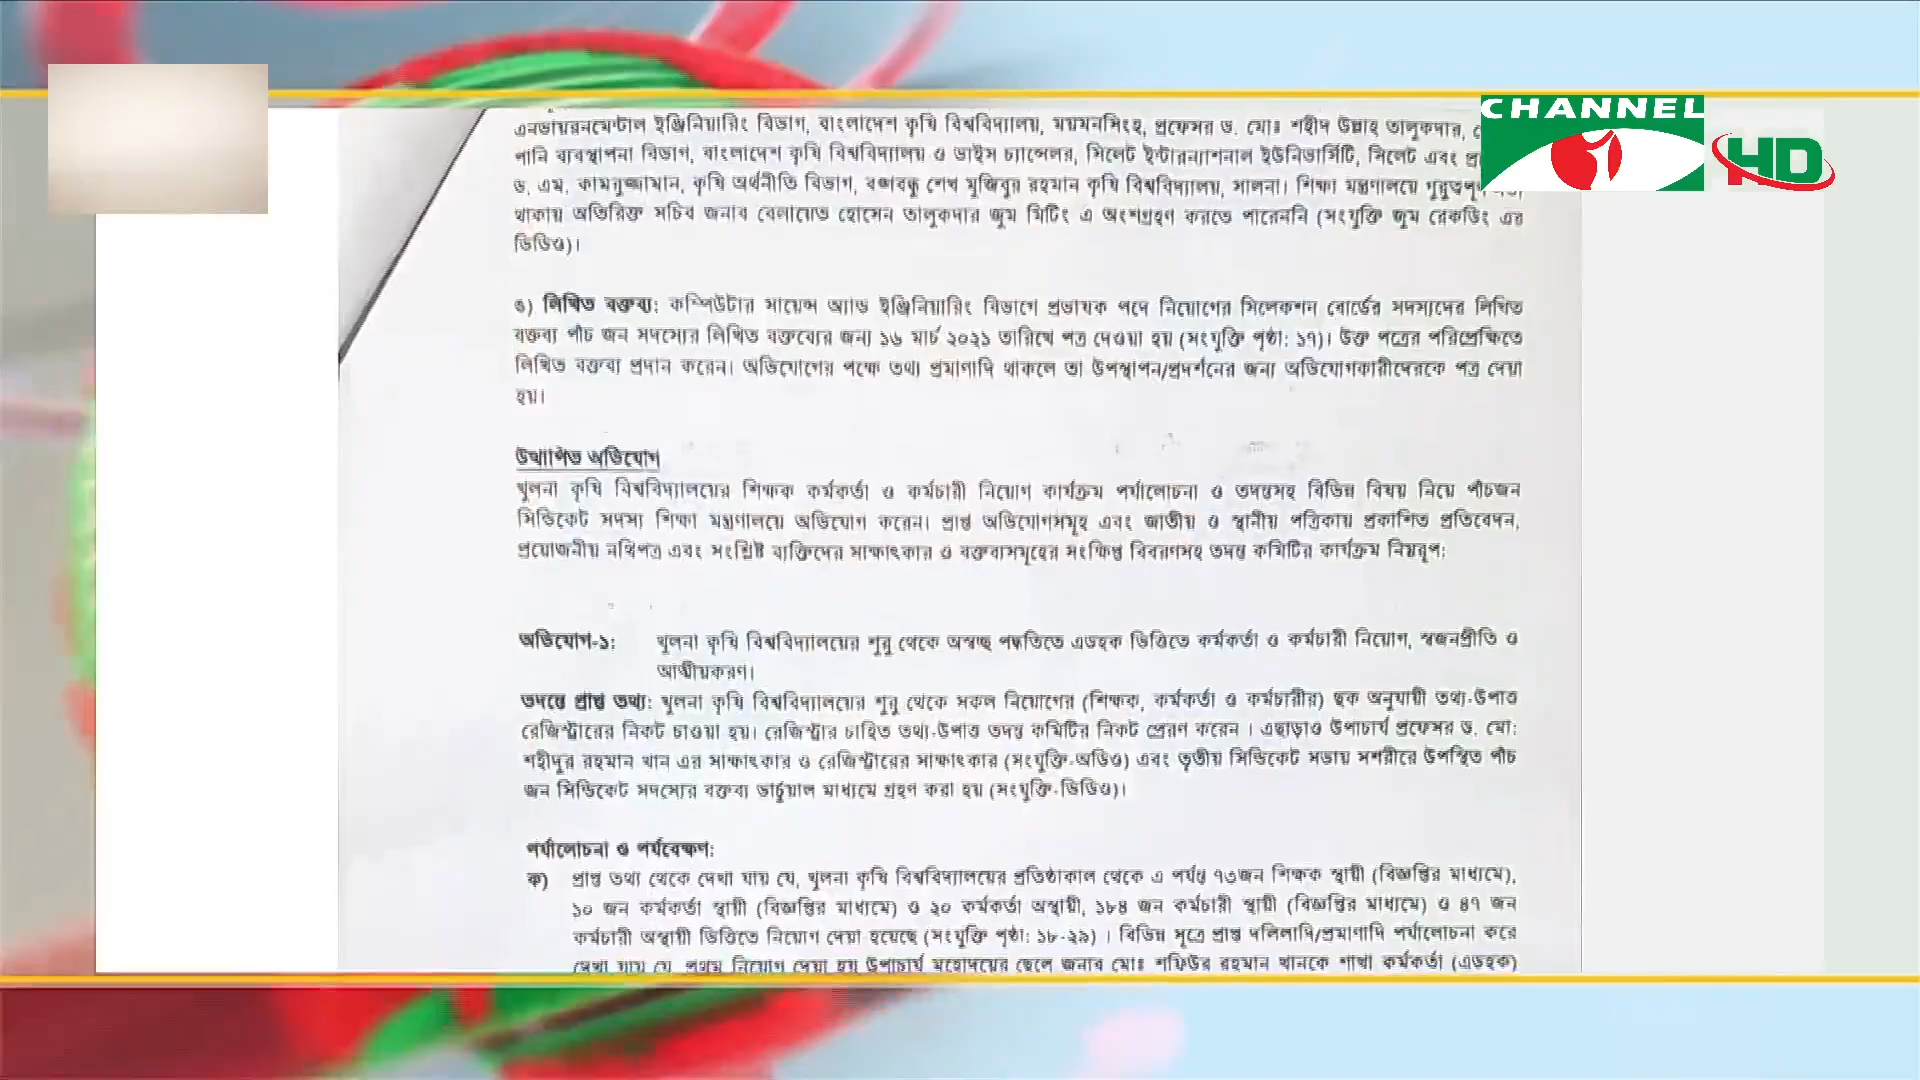 CHANNEL
HD
এনভায়রনমেন্টাল ইঞ্জিনিয়ারিং বিভাগ, বাংলাদেশ কৃষি বিশ্ববিদ্যালয়, ময়মনসিংহ, প্রফেসর ড. মোঃ শহীদ উল্লাহ তালুকদার,
পানি ব্যবস্থাপনা বিভাগ, বাংলাদেশ কৃষি বিশ্ববিদ্যালয় ও ভাইস চ্যান্সেলর, সিলেট ইন্টারন্যাশনাল ইউনিভার্সিটি, সিলেট এবং
ড. এম. কামরুজ্জামান, কৃষি অর্থনীতি বিভাগ, বঙ্গবন্ধু শেখ মুজিবুর রহমান কৃষি বিশ্ববিদ্যালয়, সালনা। শিক্ষা মন্ত্রণালয়ে
থাকায় অতিরিক্ত সচিব জনাব বেলায়েত হোসেন তালুকদার জুম মিটিং এ অংশগ্রহণ করতে পারেননি (সংযুক্তি জুম রেকডিং এর
ভিডিও)।
ঙ) লিখিত বক্তব্য: কম্পিউটার সায়েন্স অ্যান্ড ইঞ্জিনিয়ারিং বিভাগে প্রভাষক পদে নিয়োগের সিলেকশন বোর্ডের সদস্যদের লিখিত
বক্তব্য পাঁচ জন সদস্যের লিখিত বক্তব্যের জন্য ১৬ মার্চ ২০২১ তারিখে পত্র দেওয়া হয় (সংযুক্তি পৃষ্ঠা: ১৭)। উক্ত পত্রের পরিপ্রেক্ষিতে
লিখিত বক্তব্য প্রদান করেন। অভিযোগের পক্ষে তথ্য প্রমাণাদি থাকলে তা উপস্থাপন/প্রদর্শনের জন্য অভিযোগকারীদেরকে পত্র দেয়া
হয়।
উত্থাপিত অভিযোগ
খুলনা কৃষি বিশ্ববিদ্যালয়ের শিক্ষক কর্মকর্তা ও কর্মচারী নিয়োগ কার্যক্রম পর্যালোচনা ও তদন্তসহ বিভিন্ন বিষয় নিয়ে পাঁচজন
সিন্ডিকেট সদস্য শিক্ষা মন্ত্রণালয়ে অভিযোগ করেন। প্রাপ্ত অভিযোগসমূহ এবং জাতীয় ও স্থানীয় পত্রিকায় প্রকাশিত প্রতিবেদন,
প্রয়োজনীয় নথিপত্র এবং সংশ্লিষ্ট ব্যক্তিদের সাক্ষাৎকার ও বক্তব্যসমূহের সংক্ষিপ্ত বিবরণসহ তদন্ত কমিটির কার্যক্রম নিম্নরূপ:
অভিযোগ-১: খুলনা কৃষি বিশ্ববিদ্যালয়ের শুরু থেকে অস্বচ্ছ পদ্ধতিতে এডহক ভিত্তিতে কর্মকর্তা ও কর্মচারী নিয়োগ, স্বজনপ্রীতি ও
আত্মীয়করণ।
তদন্তে প্রাপ্ত তথ্য: খুলনা কৃষি বিশ্ববিদ্যালয়ের শুরু থেকে সকল নিয়োগের (শিক্ষক, কর্মকর্তা ও কর্মচারীর) ছক অনুযায়ী তথ্য-উপাত্ত
রেজিস্ট্রারের নিকট চাওয়া হয়। রেজিস্ট্রার চাহিত তথ্য-উপাত্ত তদন্ত কমিটির নিকট প্রেরণ করেন । এছাড়াও উপাচার্য প্রফেসর ড. মো:
শহীদুর রহমান খান এর সাক্ষাৎকার ও রেজিস্ট্রারের সাক্ষাৎকার (সংযুক্তি-অডিও) এবং তৃতীয় সিন্ডিকেট সভায় সশরীরে উপস্থিত পাঁচ
জন সিন্ডিকেট সদস্যের বক্তব্য ভার্চুয়াল মাধ্যমে গ্রহণ করা হয় (সংযুক্তি-ভিডিও)।
পর্যালোচনা ও পর্যবেক্ষণ:
ক) প্রাপ্ত তথ্য থেকে দেখা যায় যে, খুলনা কৃষি বিশ্ববিদ্যালয়ের প্রতিষ্ঠাকাল থেকে এ পর্যন্ত ৭৩জন শিক্ষক স্থায়ী (বিজ্ঞপ্তির মাধ্যমে),
১০ জন কর্মকর্তা স্থায়ী (বিজ্ঞপ্তির মাধ্যমে) ও ২০ কর্মকর্তা অস্থায়ী, ১৮৪ জন কর্মচারী স্থায়ী (বিজ্ঞপ্তির মাধ্যমে) ও ৪৭ জন
কর্মচারী অস্থায়ী ভিত্তিতে নিয়োগ দেয়া হয়েছে (সংযুক্তি পৃষ্ঠা: ১৮-২৯) । বিভিন্ন সূত্রে প্রাপ্ত দলিলাদি/প্রমাণাদি পর্যালোচনা করে
দেখা যায় যে, প্রথম নিয়োগ দেয়া হয় উপাচার্য মহোদয়ের ছেলে জনাব মোঃ শফিউর রহমান খানকে শাখা কর্মকর্তা (এডহক)